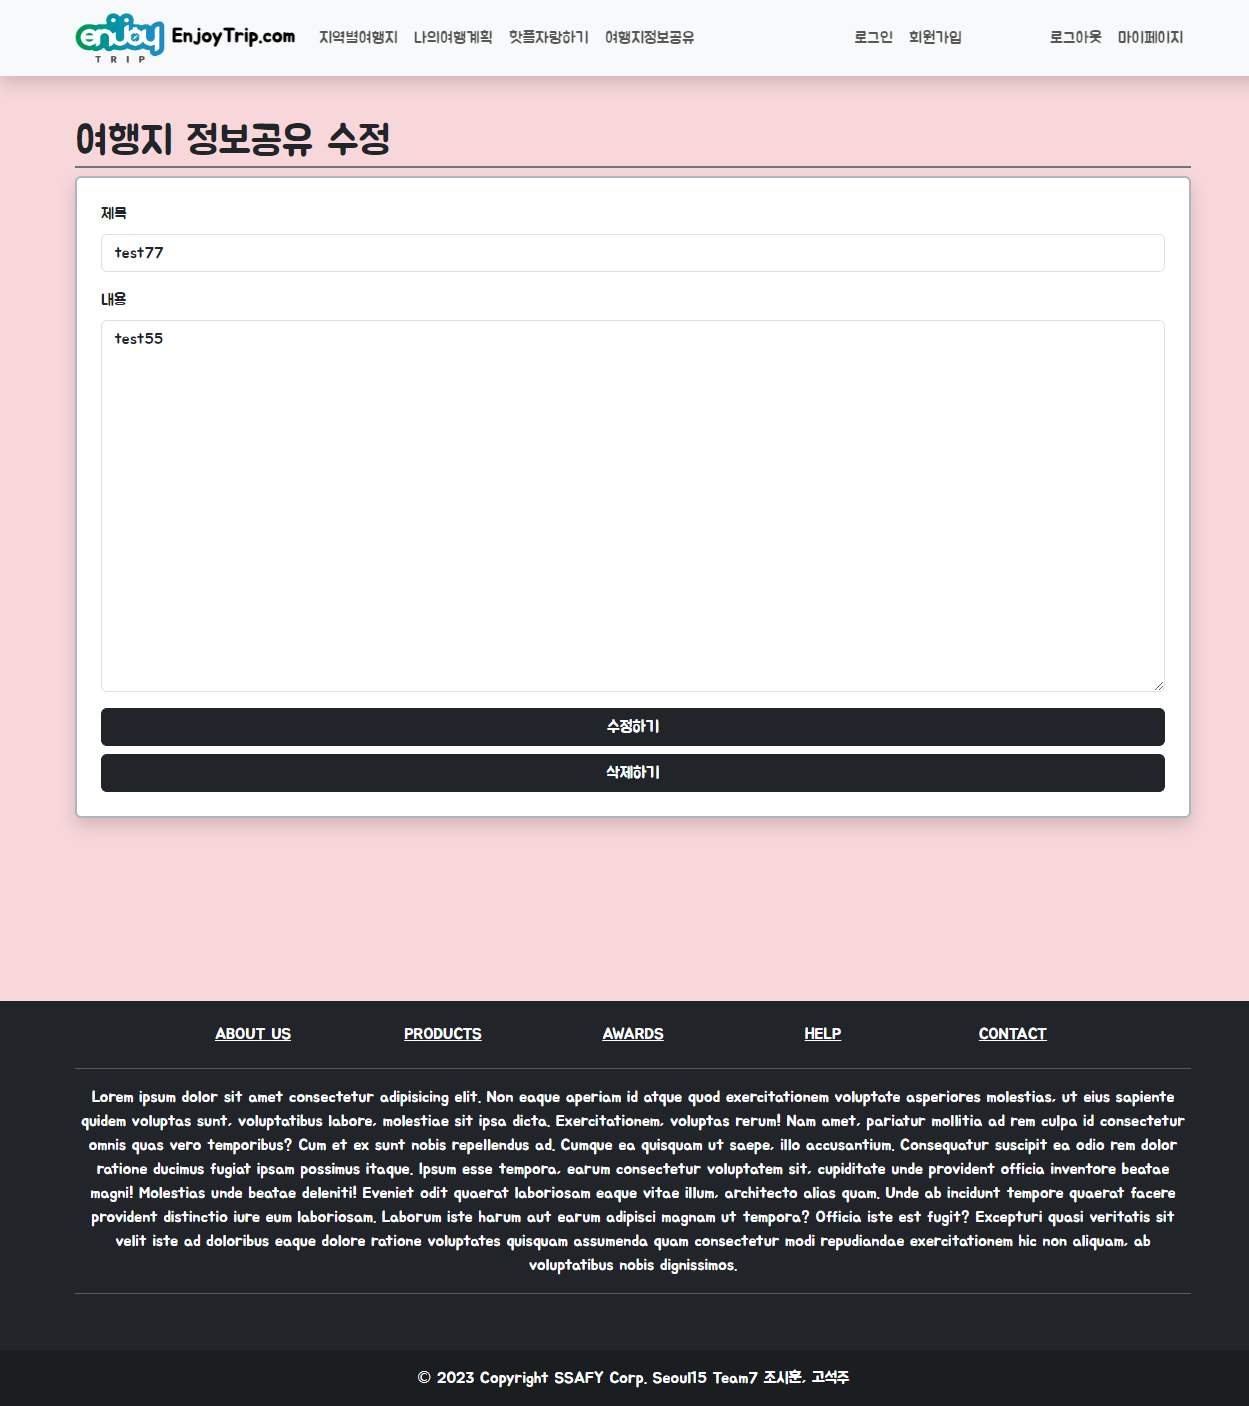 enjoy TRIP EnjoyTrip.com 지역별여행지 나의여행계획 핫플자랑하기 여행지정보공유 로그인 회원가입 로그아웃 마이페이지
여행지 정보공유 수정
제목
test77
내용
test55
수정하기
삭제하기
ABOUT US PRODUCTS AWARDS HELP CONTACT
Lorem ipsum dolor sit amet consectetur adipisicing elit. Non eaque aperiam id atque quod exercitationem voluptate asperiores molestias, ut eius sapiente
quidem voluptas sunt, voluptatibus labore, molestiae sit ipsa dicta. Exercitationem, voluptas rerum! Nam amet, pariatur mollitia ad rem culpa id consectetur
omnis quas vero temporibus? Cum et ex sunt nobis repellendus ad. Cumque ea quisquam ut saepe, illo accusantium. Consequatur suscipit ea odio rem dolor
ratione ducimus fugiat ipsam possimus itaque. Ipsum esse tempora, earum consectetur voluptatem sit, cupiditate unde provident officia inventore beatae
magni! Molestias unde beatae deleniti! Eveniet odit quaerat laboriosam eaque vitae illum, architecto alias quam. Unde ab incidunt tempore quaerat facere
provident distinctio iure eum laboriosam. Laborum iste harum aut earum adipisci magnam ut tempora? Officia iste est fugit? Excepturi quasi veritatis sit
velit iste ad doloribus eaque dolore ratione voluptates quisquam assumenda quam consectetur modi repudiandae exercitationem hic non aliquam, ab
voluptatibus nobis dignissimos.
© 2023 Copyright SSAFY Corp. Seoul15 Team7 조시훈, 고석주